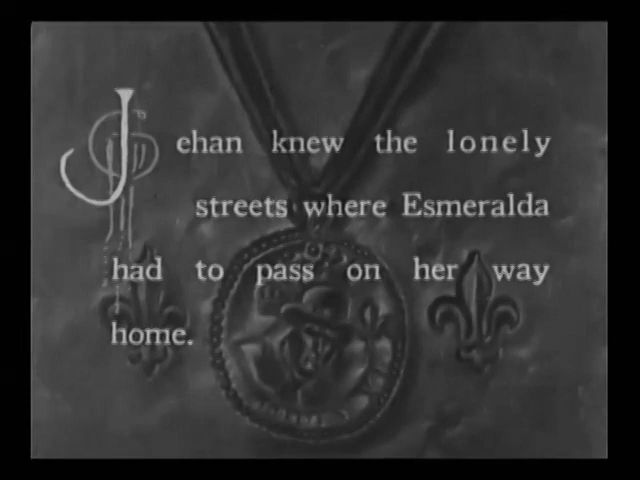 Jehan knew the lonely
streets where Esmeralda
had to pass on her way
home.